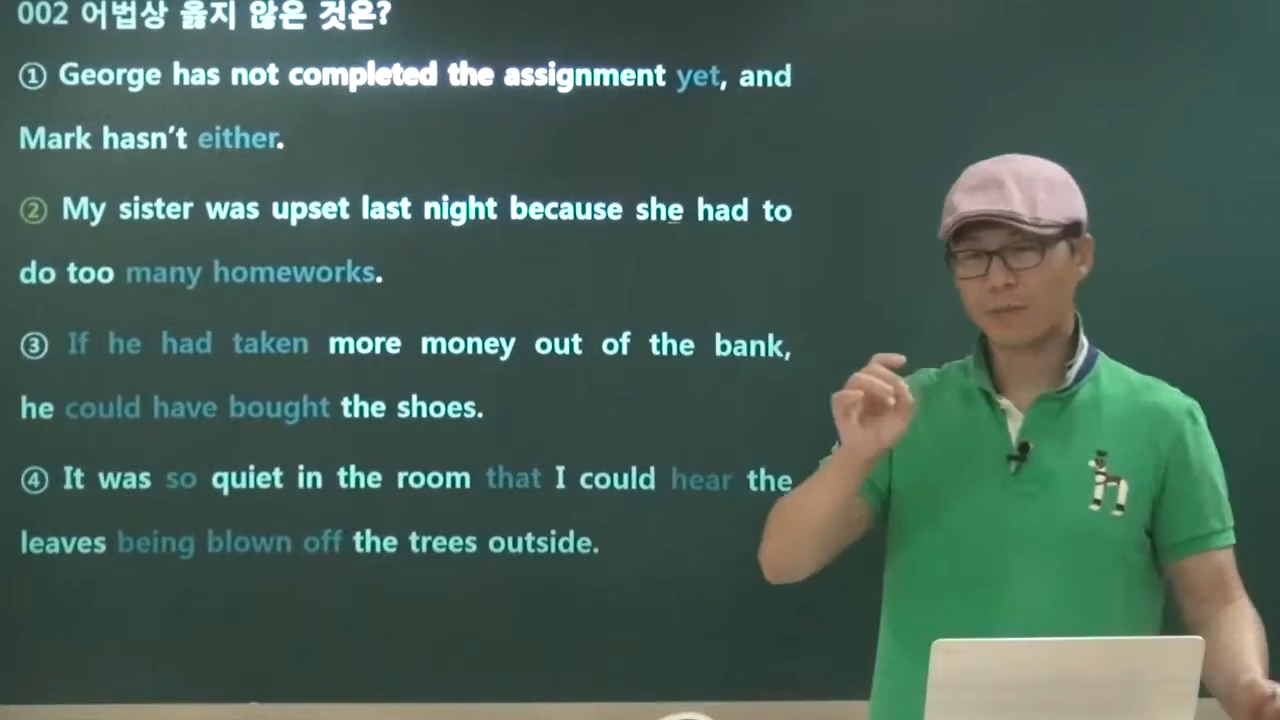 002 어법상 옳지 않은 것은?
① George has not completed the assignment yet, and
Mark hasn't either.
② My sister was upset last night because she had to
do too many homeworks.
③ If he had taken more money out of the bank,
he could have bought the shoes.
④ It was so quiet in the room that I could hear the
leaves being blown off the trees outside.